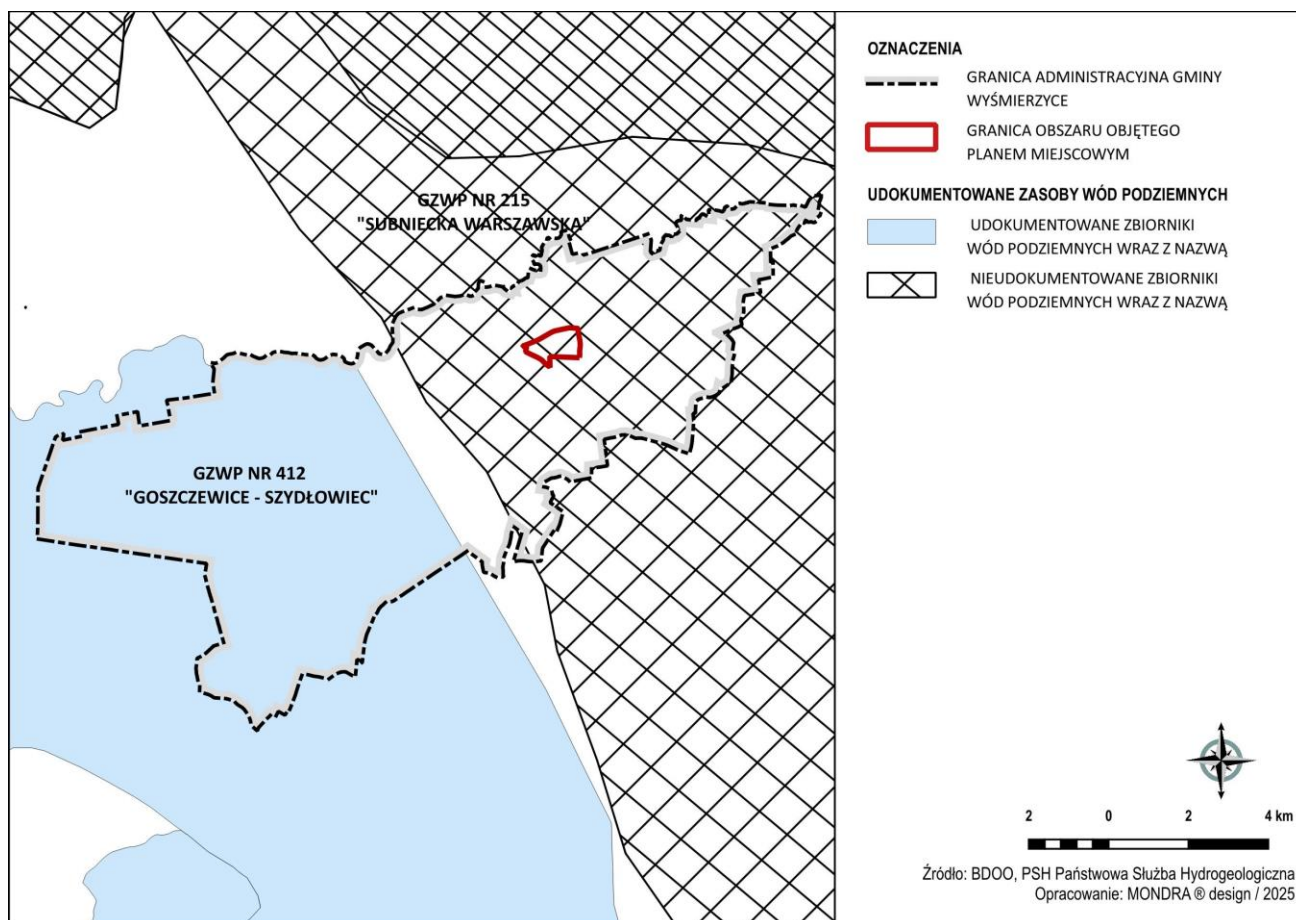 GZWP NR 215
"SUBNIECKA WARSZAWSKA"
GZWP NR 412
"GOSZCZEWICE - SZYDŁOWIEC"
OZNACZENIA
GRANICA ADMINISTRACYJNA GMINY
WYŚMIERZYCE
GRANICA OBSZARU OBJĘTEGO
PLANEM MIEJSCOWYM
UDOKUMENTOWANE ZASOBY WÓD PODZIEMNYCH
UDOKUMENTOWANE ZBIORNIKI
WÓD PODZIEMNYCH WRAZ Z NAZWĄ
NIEUDOKUMENTOWANE ZBIORNIKI
WÓD PODZIEMNYCH WRAZ Z NAZWĄ
2 0 2 4 km
Źródło: BDOO, PSH Państwowa Służba Hydrogeologiczna
Opracowanie: MONDRA ® design / 2025